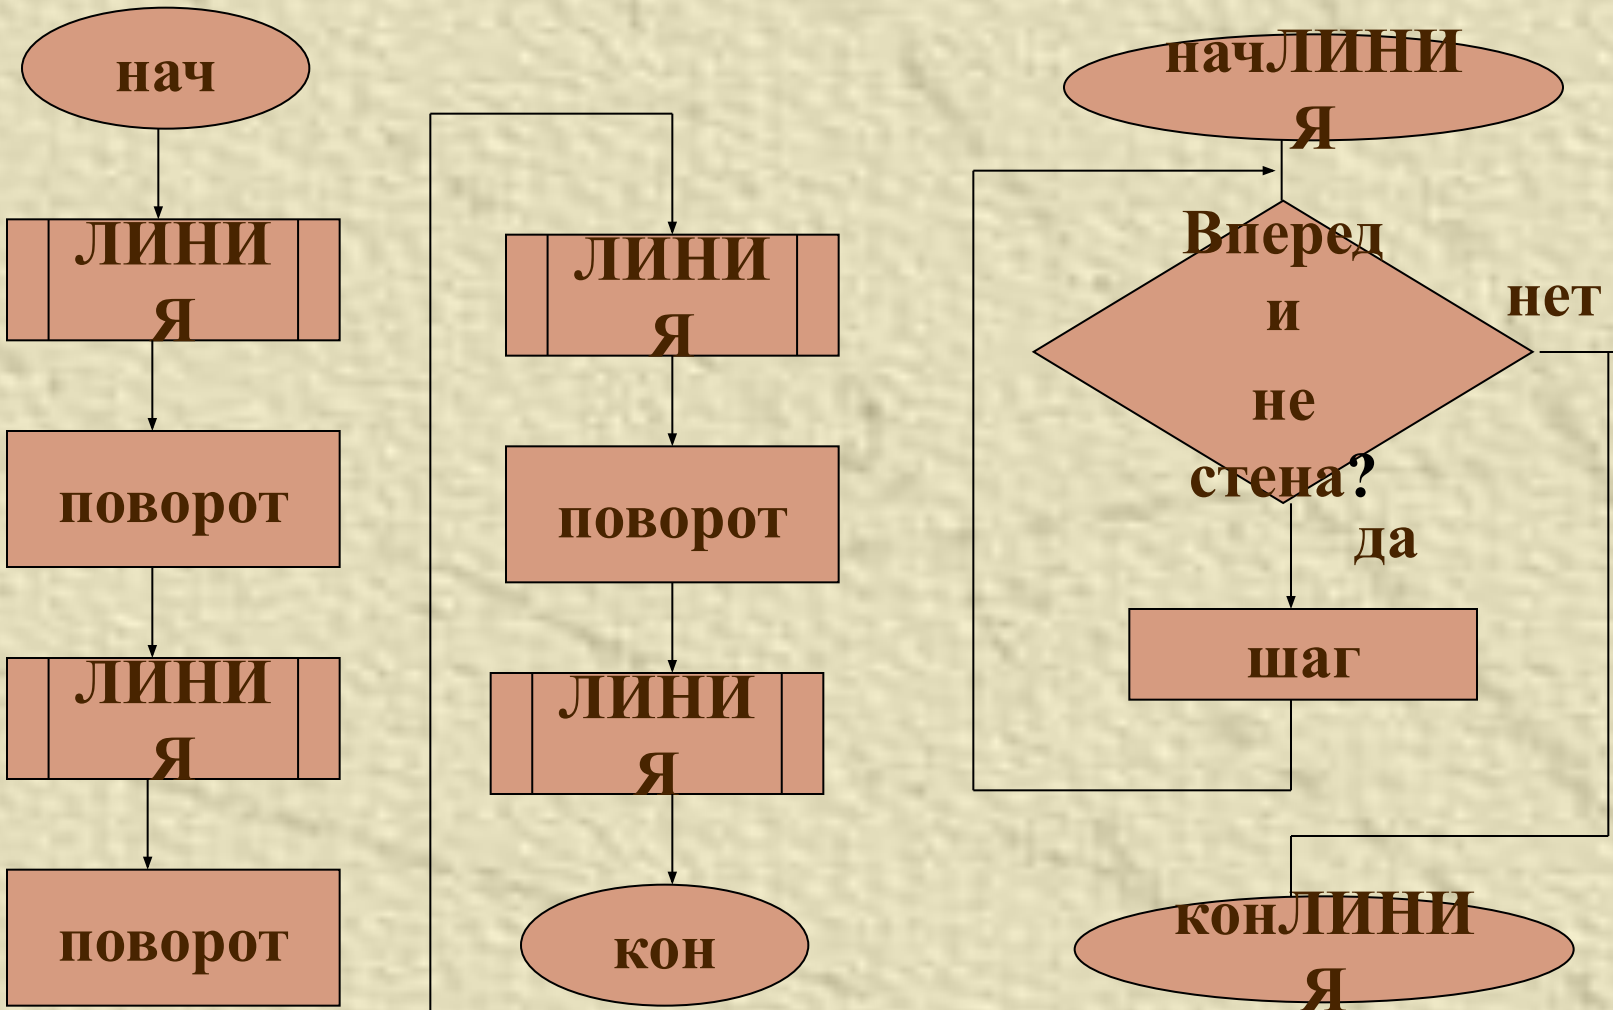 нач
ЛИНИ
Я
поворот
ЛИНИ
Я
поворот
ЛИНИ
Я
поворот
ЛИНИ
Я
кон
начЛИНИ
Я
Вперед
и
не
стена?
нет
да
шаг
конЛИНИ
Я